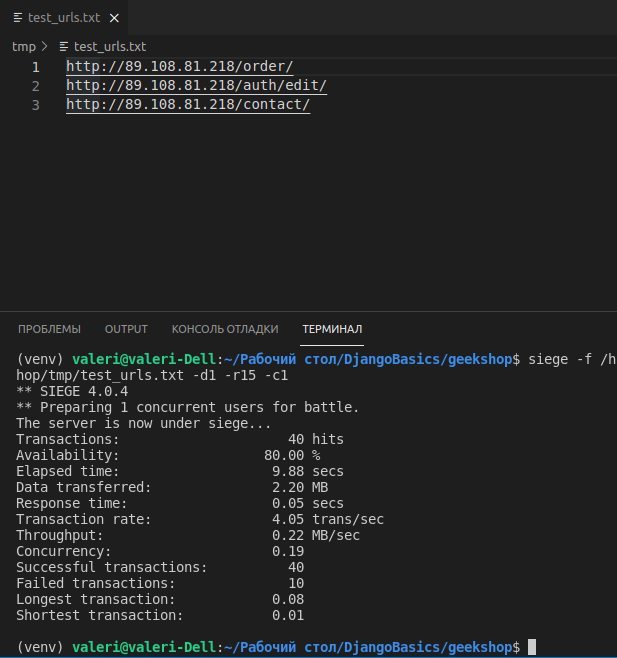 test_urls.txt
tmp > test_urls.txt
1 http://89.108.81.218/order/
2 http://89.108.81.218/auth/edit/
3 http://89.108.81.218/contact/
ПРОБЛЕМЫ OUTPUT КОНСОЛЬ ОТЛАДКИ ТЕРМИНАЛ
(venv) valeri@valeri-Dell:~/Рабочий стол/DjangoBasics/geekshop$ siege -f /h
hop/tmp/test_urls.txt -d1 -r15 -c1
** SIEGE 4.0.4
** Preparing 1 concurrent users for battle.
The server is now under siege...
Transactions: 40 hits
Availability: 80.00 %
Elapsed time: 9.88 secs
Data transferred: 2.20 MB
Response time: 0.05 secs
Transaction rate: 4.05 trans/sec
Throughput: 0.22 MB/sec
Concurrency: 0.19
Successful transactions: 40
Failed transactions: 10
Longest transaction: 0.08
Shortest transaction: 0.01
(venv) valeri@valeri-Dell:~/Рабочий стол/DjangoBasics/geekshop$